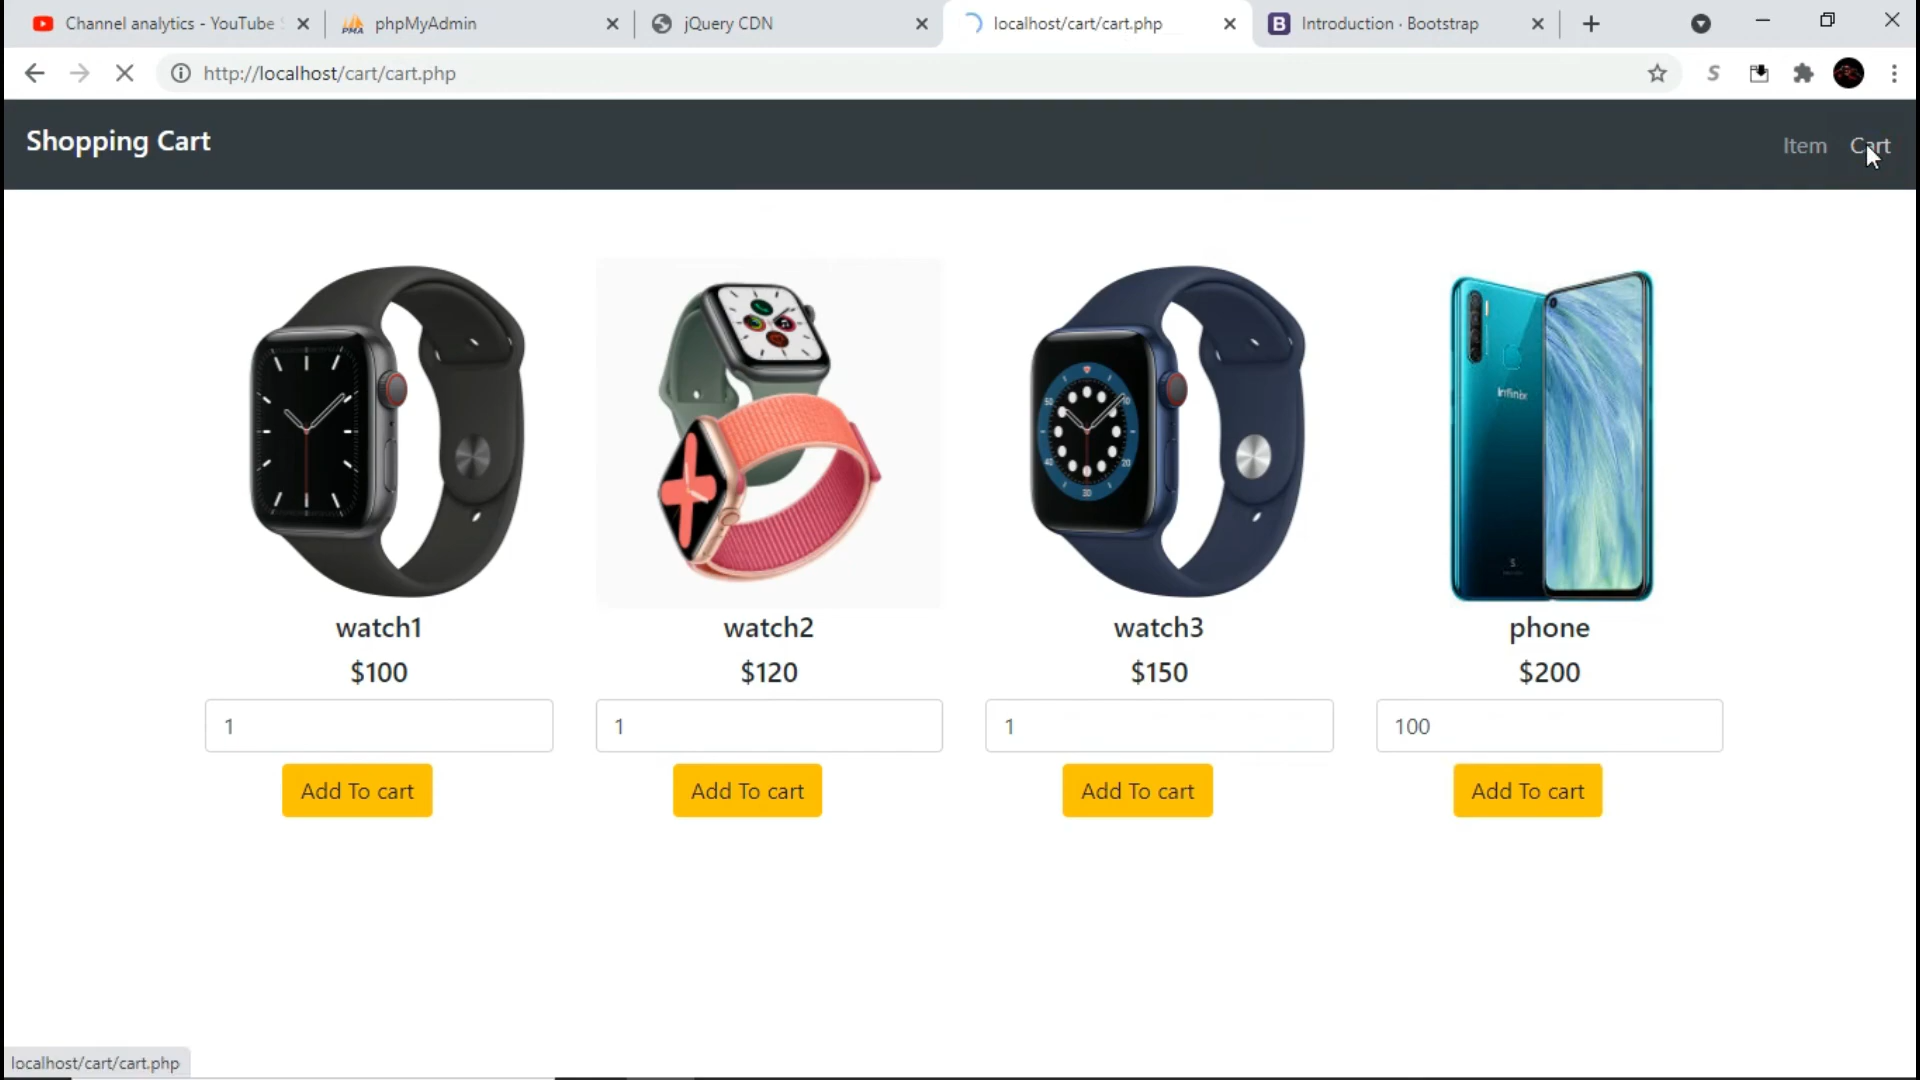 Channel analytics - YouTube
phpMyAdmin
jQuery CDN
localhost/cart/cart.php
Introduction · Bootstrap
http://localhost/cart/cart.php
Shopping Cart
Item
Cart
Infinix
watch1
watch2
watch3
phone
$100
$120
$150
$200
1
1
1
100
Add To cart
Add To cart
Add To cart
Add To cart
localhost/cart/cart.php